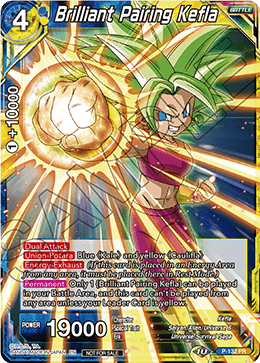 4
Brilliant Pairing Kefla
BATTLE
1 +10000
Dual Attack
Union-Potara Blue ‹Kale› and yellow ‹Caulifla›
Energy-Exhaust (If this card is placed in an Energy Area
from any area, it must be placed there in Rest Mode.)
Permanent Only 1 {Brilliant Pairing Kefla} can be played
in your Battle Area, and this card can't be played from
any area unless your Leader Card is yellow.
POWER
19000
Character
Special Trait
Era
Kefla
Saiyan, Alien, Universe 6
Universal Survival Saga
NOT FOR SALE
P-132 PR